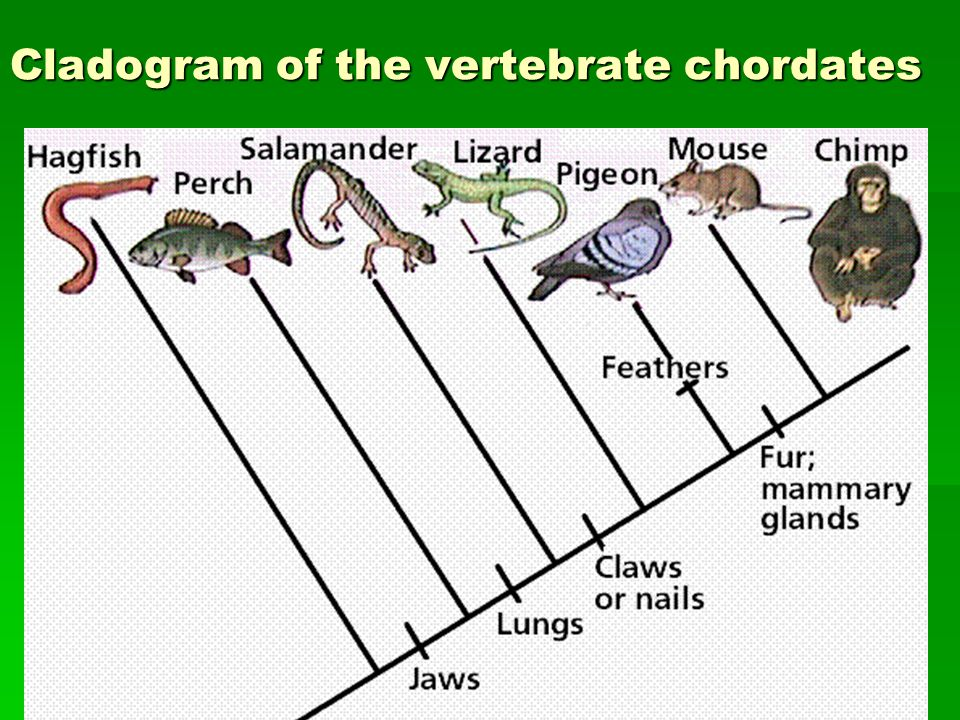 Cladogram of the vertebrate chordates
Hagfish
Perch
Salamander
Lizard
Pigeon
Mouse
Chimp
Feathers
Fur;
mammary
glands
Claws
or nails
Lungs
Jaws